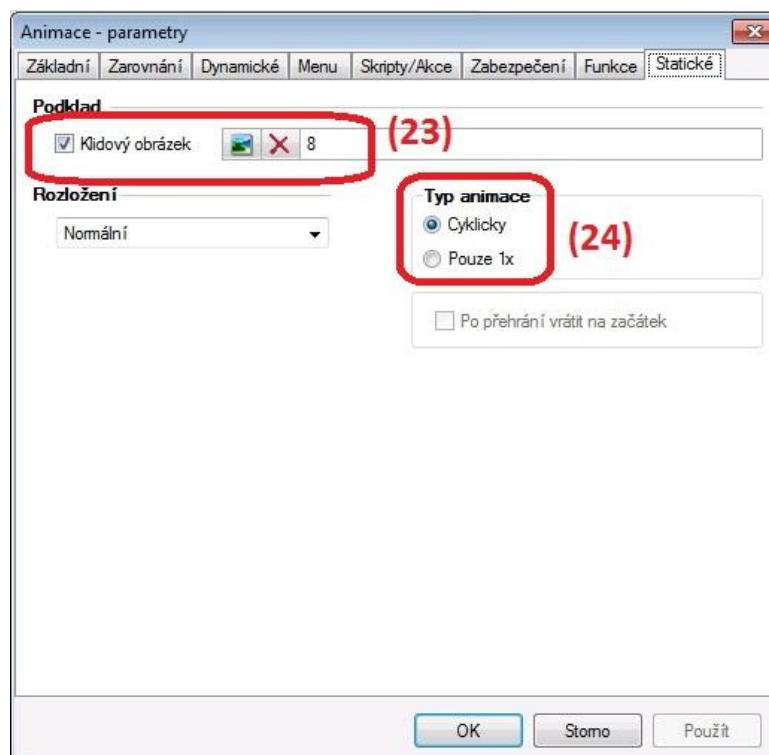 Animace - parametry
Základní Zarovnání Dynamické Menu Skripty/Akce Zabezpečení Funkce Statické
Podklad
Klidový obrázek 8 (23)
Rozložení
Normální
Typ animace
Cyklicky
Pouze 1x
(24)
Po přehrání vrátit na začátek
OK Storno Použít